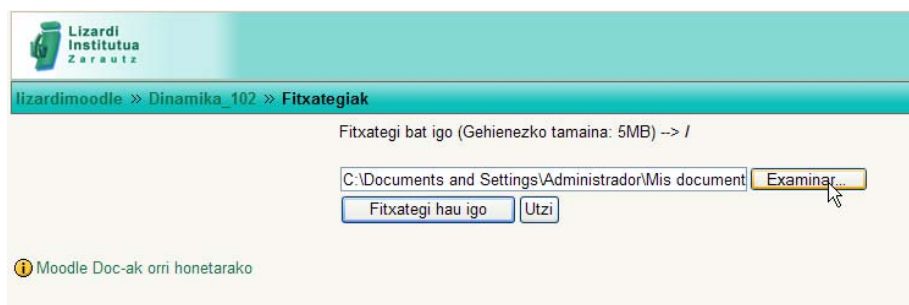 Lizardi
Institutua
Zarautz
lizardimoodle » Dinamika_102 » Fitxategiak
Fitxategi bat igo (Gehienezko tamaina: 5MB) --> /
C:\Documents and Settings\Administrador\Mis document Examinar...
Fitxategi hau igo Utzi
Moodle Doc-ak orri honetarako